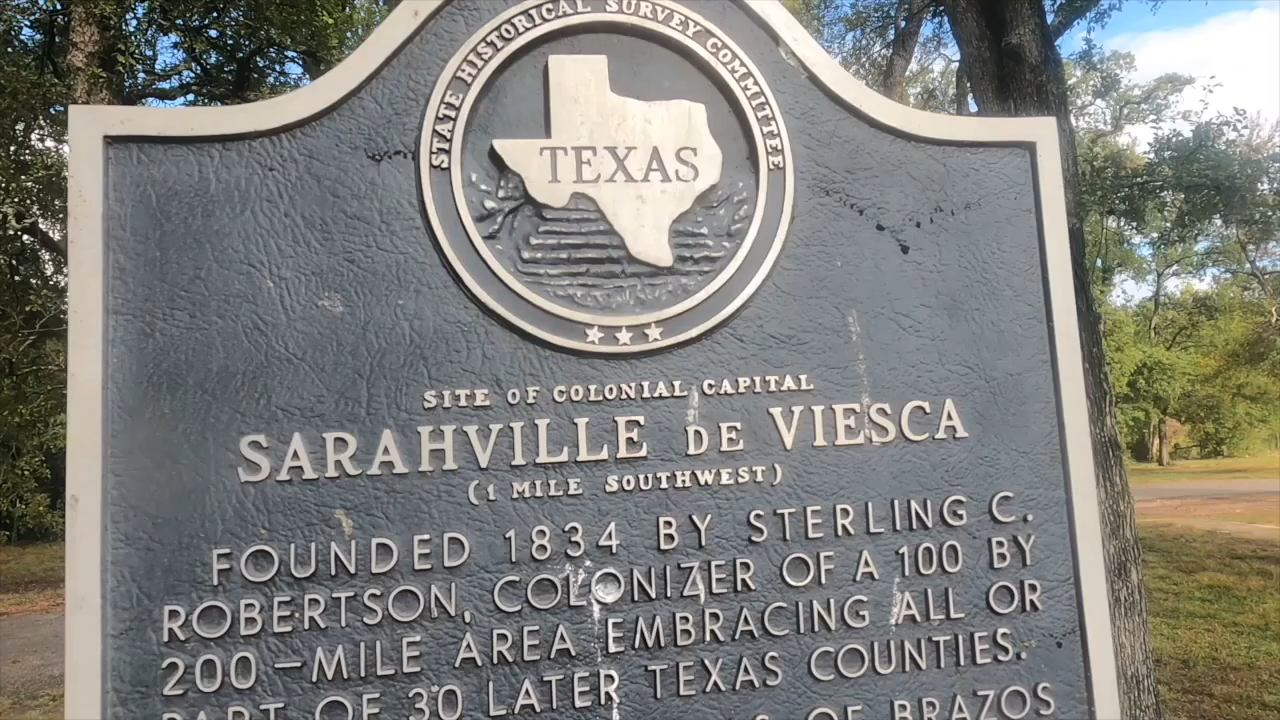 STATE HISTORICAL SURVEY COMMITTEE
TEXAS
SITE OF COLONIAL CAPITAL
SARAHVILLE DE VIESCA
(1 MILE SOUTHWEST)
FOUNDED 1834 BY STERLING C.
ROBERTSON, COLONIZER OF A 100 BY
200-MILE AREA EMBRACING ALL OR
PART OF 30 LATER TEXAS COUNTIES.
OF BRAZOS